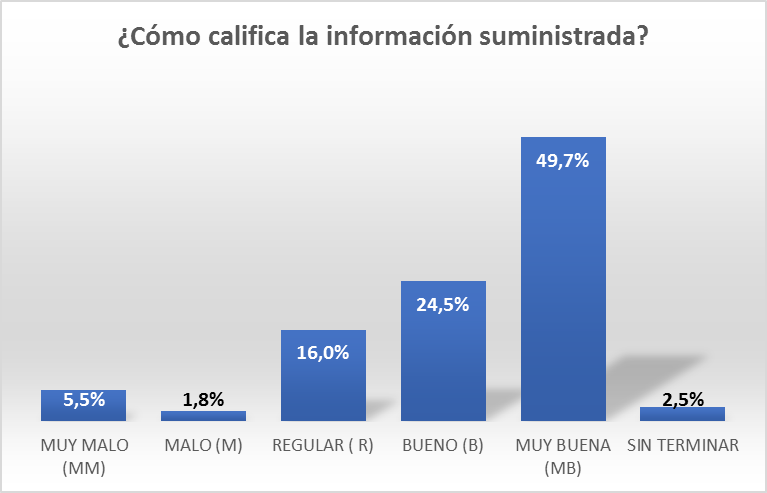 ¿Cómo califica la información suministrada?
49,7%
24,5%
16,0%
5,5%
1,8%
2,5%
MUY MALO
(MM)
MALO (M)
REGULAR ( R)
BUENO (B)
MUY BUENA
(MB)
SIN TERMINAR